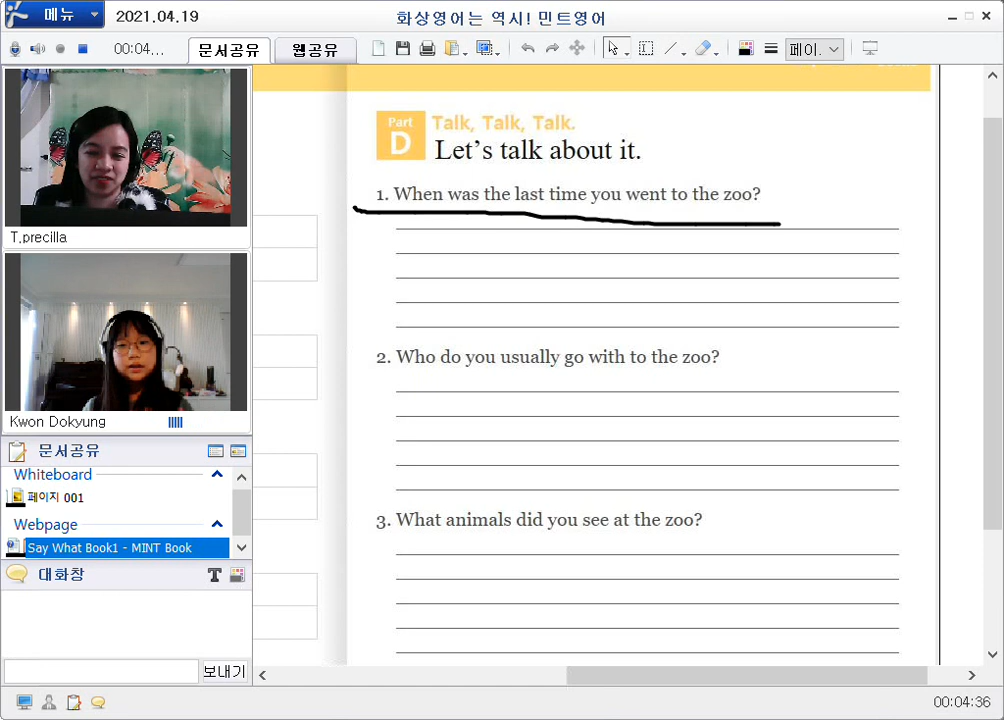 메뉴 2021.04.19 화상영어는 역시! 민트영어
00:04... 문서공유 웹공유 페이.
T.precilla
Kwon Dokyung
문서공유
Whiteboard
페이지 001
Webpage
Say What Book1 - MINT Book
대화창
보내기
Part
D
Talk, Talk, Talk.
Let's talk about it.
1. When was the last time you went to the zoo?
2. Who do you usually go with to the zoo?
3. What animals did you see at the zoo?
00:04:36